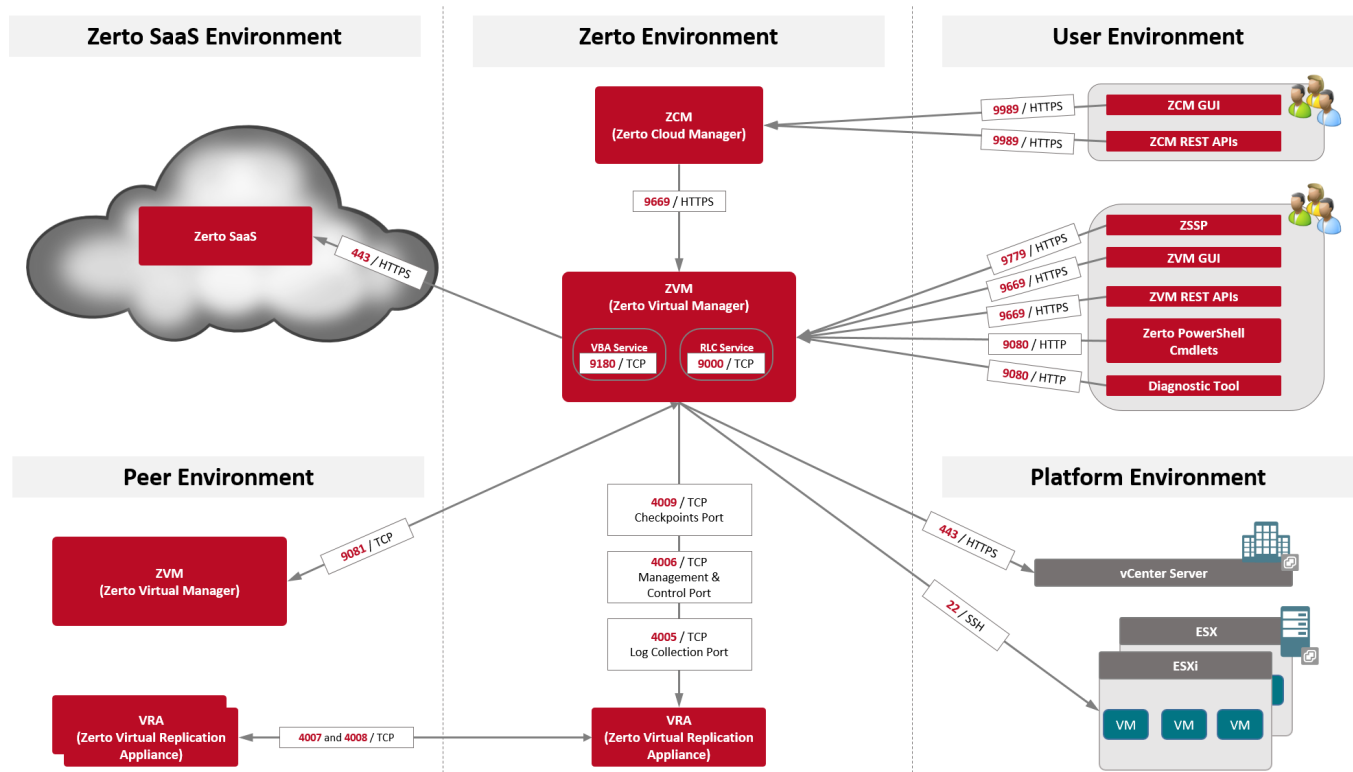 Zerto SaaS Environment
Zerto Environment
User Environment
ZCM
(Zerto Cloud Manager)
9989 / HTTPS
ZCM GUI
9989 / HTTPS
ZCM REST APIs
9669 / HTTPS
Zerto SaaS
443 / HTTPS
ZVM
(Zerto Virtual Manager)
VBA Service
9180 / TCP
RLC Service
9000 / TCP
9779 / HTTPS
ZSSP
9669 / HTTPS
ZVM GUI
9669 / HTTPS
ZVM REST APIs
9080 / HTTP
Zerto PowerShell
Cmdlets
9080 / HTTP
Diagnostic Tool
Peer Environment
Platform Environment
9081 / TCP
ZVM
(Zerto Virtual Manager)
4009 / TCP
Checkpoints Port
4006 / TCP
Management &
Control Port
4005 / TCP
Log Collection Port
443 / HTTPS
vCenter Server
22 / SSH
ESX
ESXi
VM
VM
VM
VRA
(Zerto Virtual Replication
Appliance)
4007 and 4008 / TCP
VRA
(Zerto Virtual Replication
Appliance)